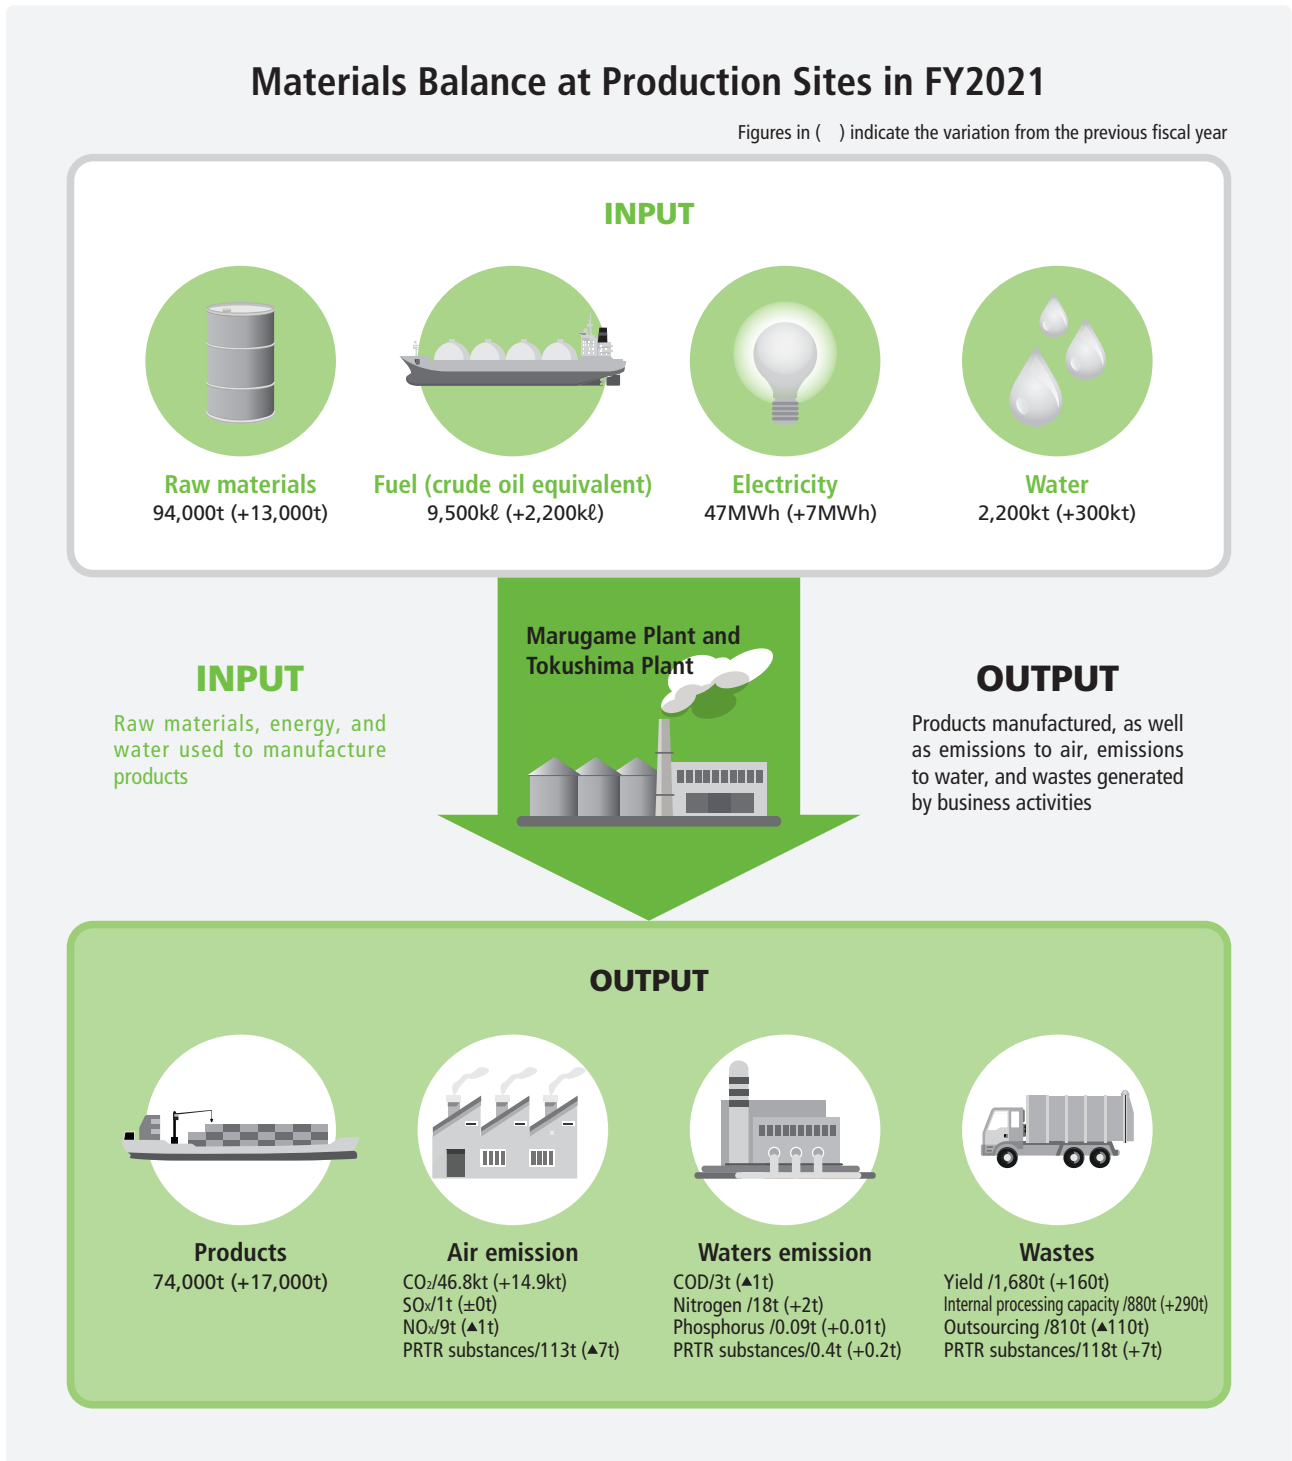 Materials Balance at Production Sites in FY2021
Figures in (　) indicate the variation from the previous fiscal year
INPUT
Raw materials
94,000t (+13,000t)
Fuel (crude oil equivalent)
9,500kℓ (+2,200kℓ)
Electricity
47MWh (+7MWh)
Water
2,200kt (+300kt)
Marugame Plant and
Tokushima Plant
INPUT
Raw materials, energy, and
water used to manufacture
products
OUTPUT
Products manufactured, as well
as emissions to air, emissions
to water, and wastes generated
by business activities
OUTPUT
Products
74,000t (+17,000t)
Air emission
CO₂/46.8kt (+14.9kt)
SOx/1t (±0t)
NOx/9t (▲1t)
PRTR substances/113t (▲7t)
Waters emission
COD/3t (▲1t)
Nitrogen /18t (+2t)
Phosphorus /0.09t (+0.01t)
PRTR substances/0.4t (+0.2t)
Wastes
Yield /1,680t (+160t)
Internal processing capacity /880t (+290t)
Outsourcing /810t (▲110t)
PRTR substances/118t (+7t)